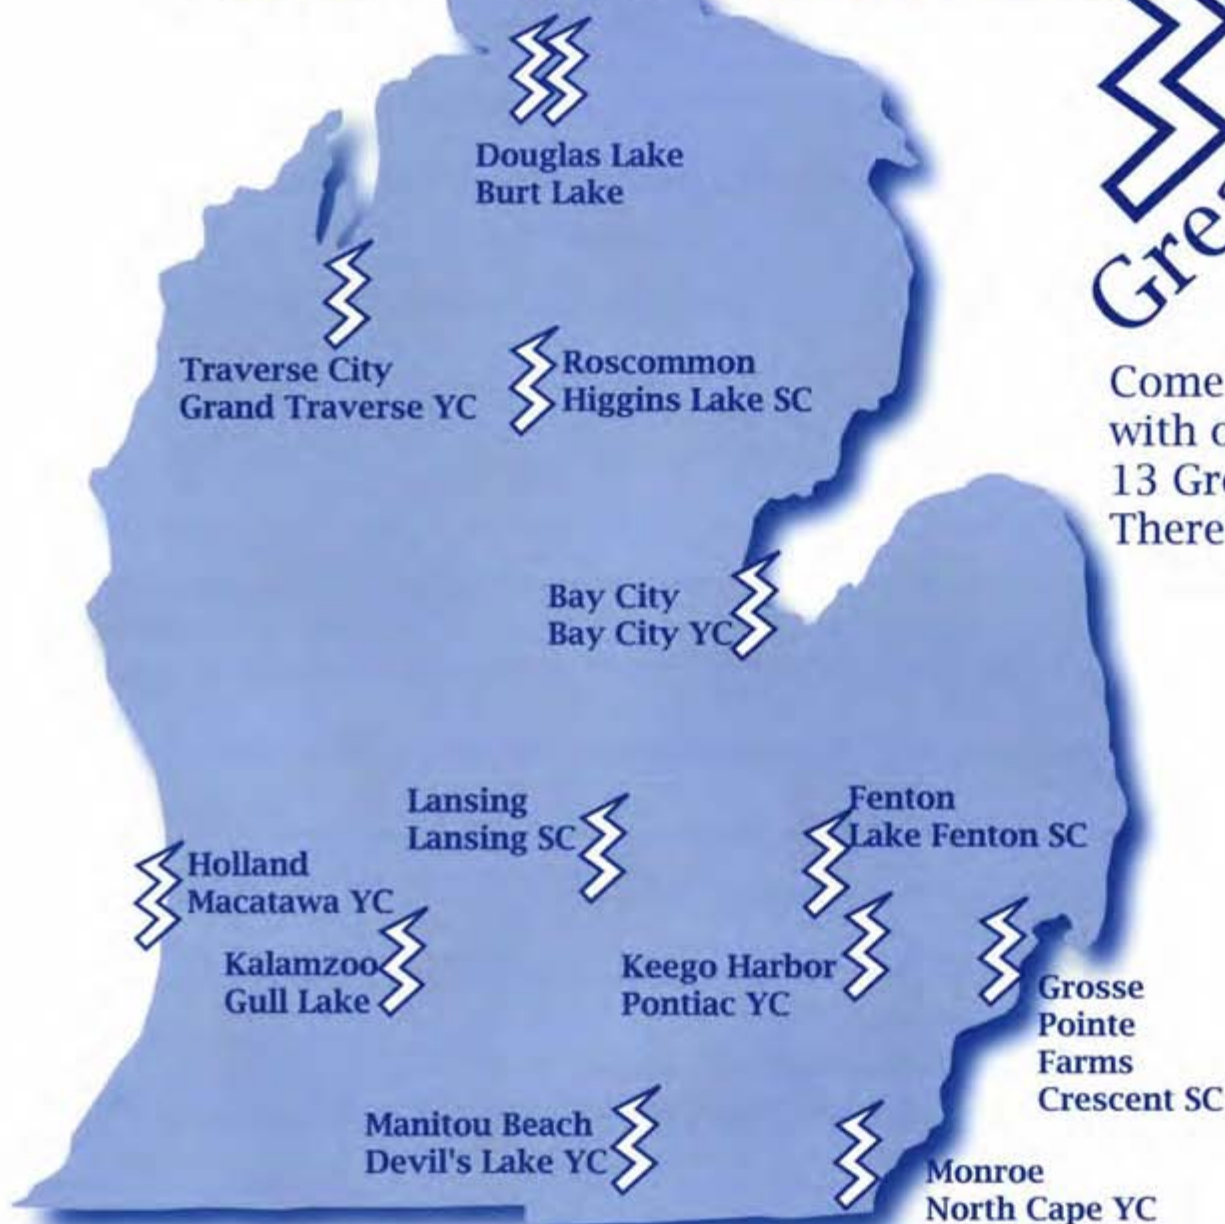 Douglas Lake
Burt Lake
Traverse City
Grand Traverse YC
Roscommon
Higgins Lake SC
Come
with
13
There
Bay City
Bay City YC
Lansing
Lansing SC
Fenton
Lake Fenton SC
Holland
Macatawa YC
Kalamzoo
Gull Lake
Keego Harbor
Pontiac YC
Grosse
Pointe
Farms
Crescent SC
Manitou Beach
Devil's Lake YC
Monroe
North Cape YC